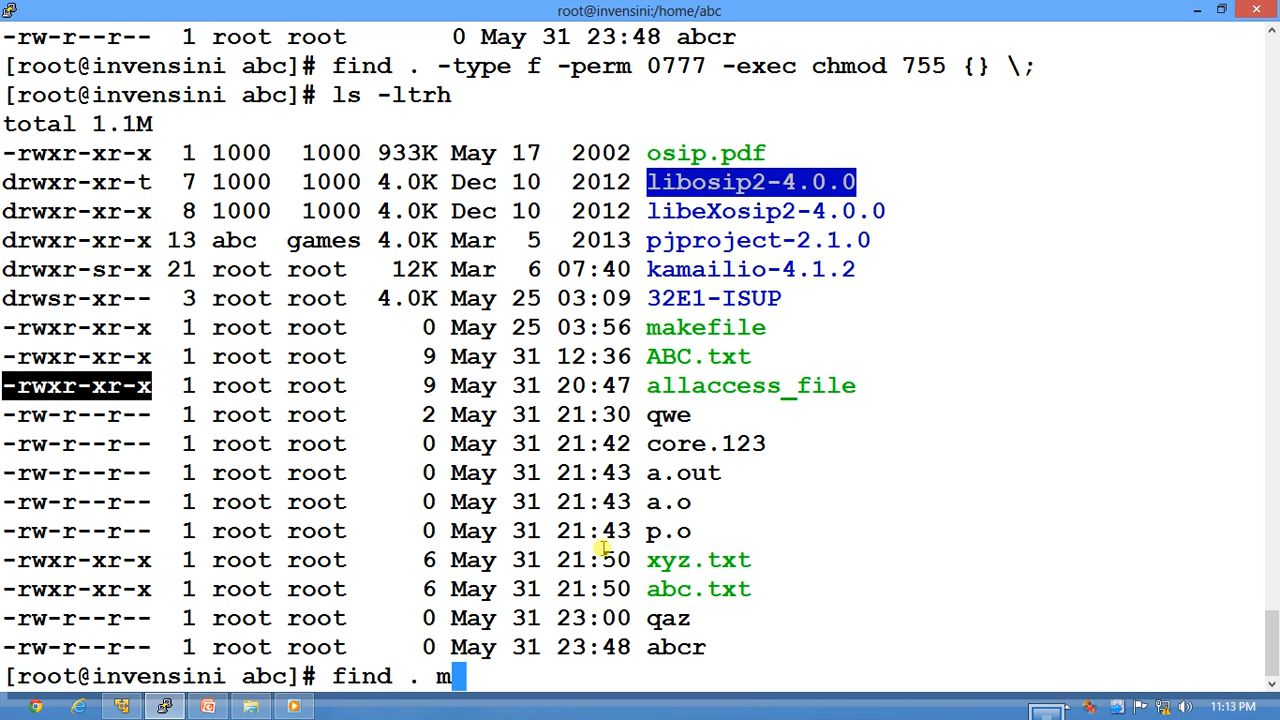 root@invensini:/home/abc
-rw-r--r-- 1 root root 0 May 31 23:48 abcr
[root@invensini abc]# find . -type f -perm 0777 -exec chmod 755 {} \;
[root@invensini abc]# ls -ltrh
total 1.1M
-rwxr-xr-x 1 1000 1000 933K May 17 2002 osip.pdf
drwxr-xr-t 7 1000 1000 4.0K Dec 10 2012 libosip2-4.0.0
drwxr-xr-x 8 1000 1000 4.0K Dec 10 2012 libeXosip2-4.0.0
drwxr-xr-x 13 abc games 4.0K Mar 5 2013 pjproject-2.1.0
drwxr-sr-x 21 root root 12K Mar 6 07:40 kamailio-4.1.2
drwsr-xr-- 3 root root 4.0K May 25 03:09 32E1-ISUP
-rwxr-xr-x 1 root root 0 May 25 03:56 makefile
-rwxr-xr-x 1 root root 9 May 31 12:36 ABC.txt
-rwxr-xr-x 1 root root 9 May 31 20:47 allaccess_file
-rw-r--r-- 1 root root 2 May 31 21:30 qwe
-rw-r--r-- 1 root root 0 May 31 21:42 core.123
-rw-r--r-- 1 root root 0 May 31 21:43 a.out
-rw-r--r-- 1 root root 0 May 31 21:43 a.o
-rw-r--r-- 1 root root 0 May 31 21:43 p.o
-rwxr-xr-x 1 root root 6 May 31 21:50 xyz.txt
-rwxr-xr-x 1 root root 6 May 31 21:50 abc.txt
-rw-r--r-- 1 root root 0 May 31 23:00 qaz
-rw-r--r-- 1 root root 0 May 31 23:48 abcr
[root@invensini abc]# find . m
11:13 PM